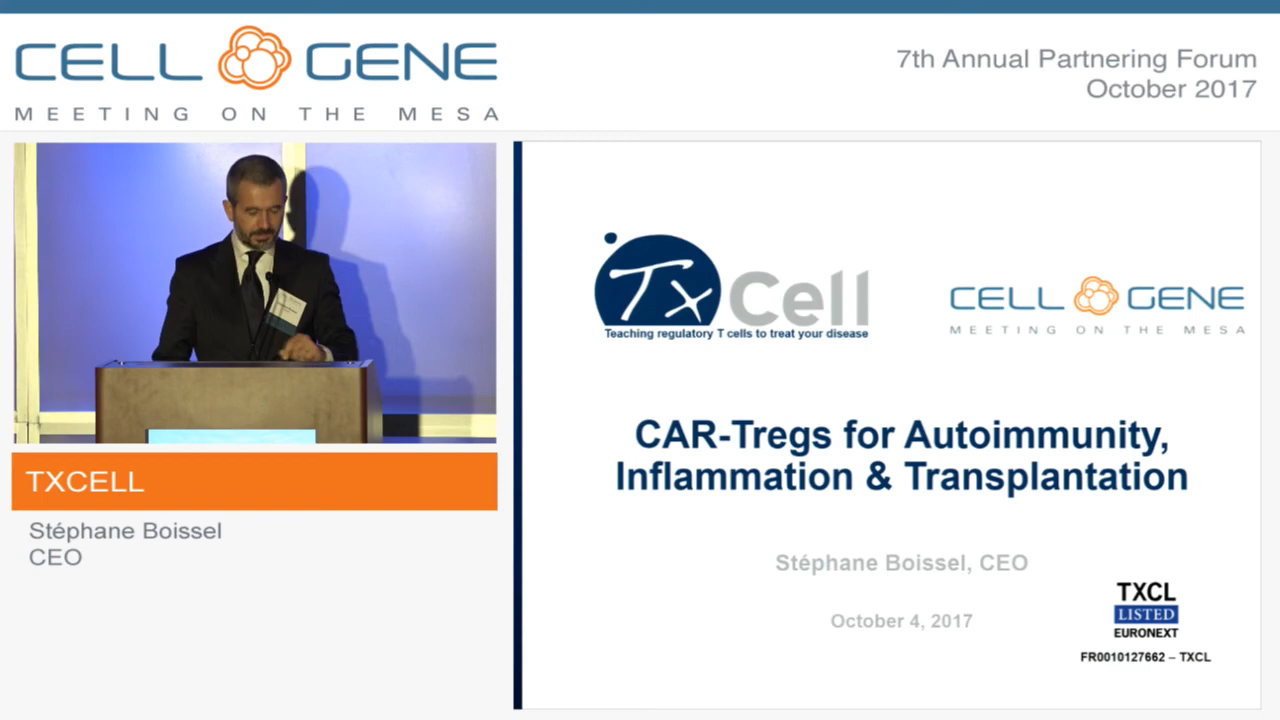 CELL GENE
MEETING ON THE MESA
7th Annual Partnering Forum
October 2017
TXCELL
Stéphane Boissel
CEO
TxCell
Teaching regulatory T cells to treat your disease
CELL GENE
MEETING ON THE MESA
CAR-Tregs for Autoimmunity,
Inflammation & Transplantation
Stéphane Boissel, CEO
October 4, 2017
TXCL
LISTED
EURONEXT
FR0010127662 – TXCL